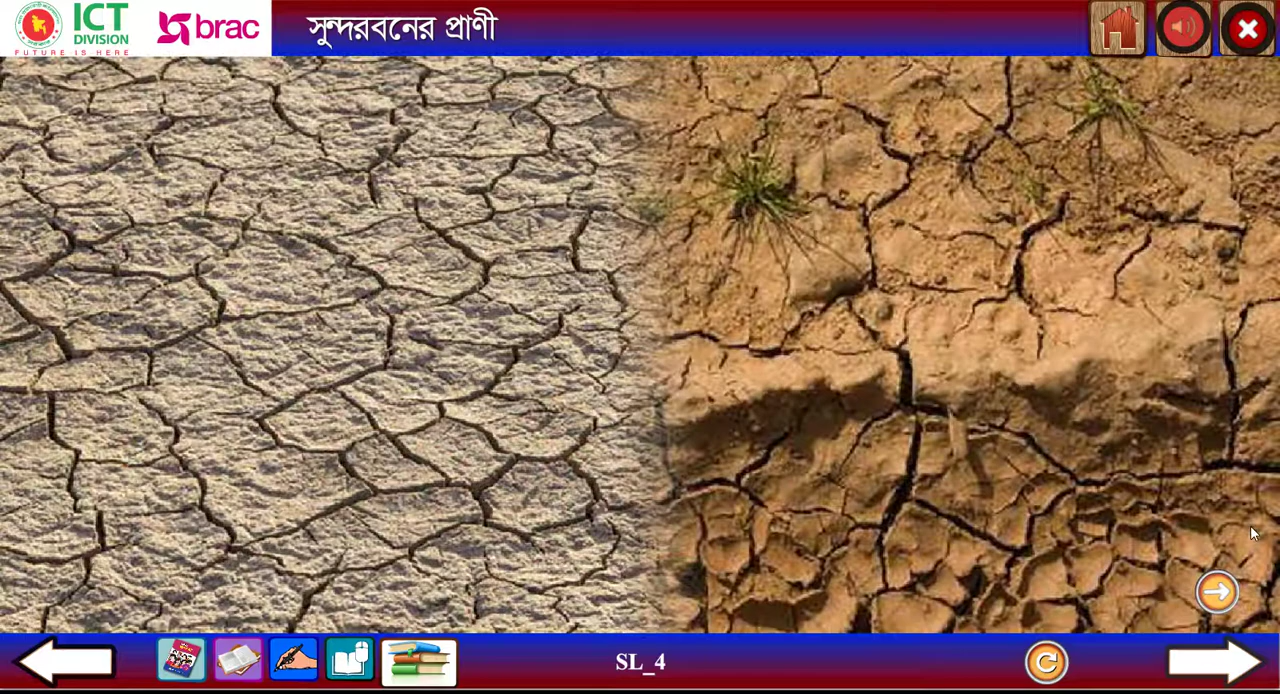 ICT
DIVISION
FUTURE IS HERE
brac
সুন্দরবনের প্রাণী
SL_4